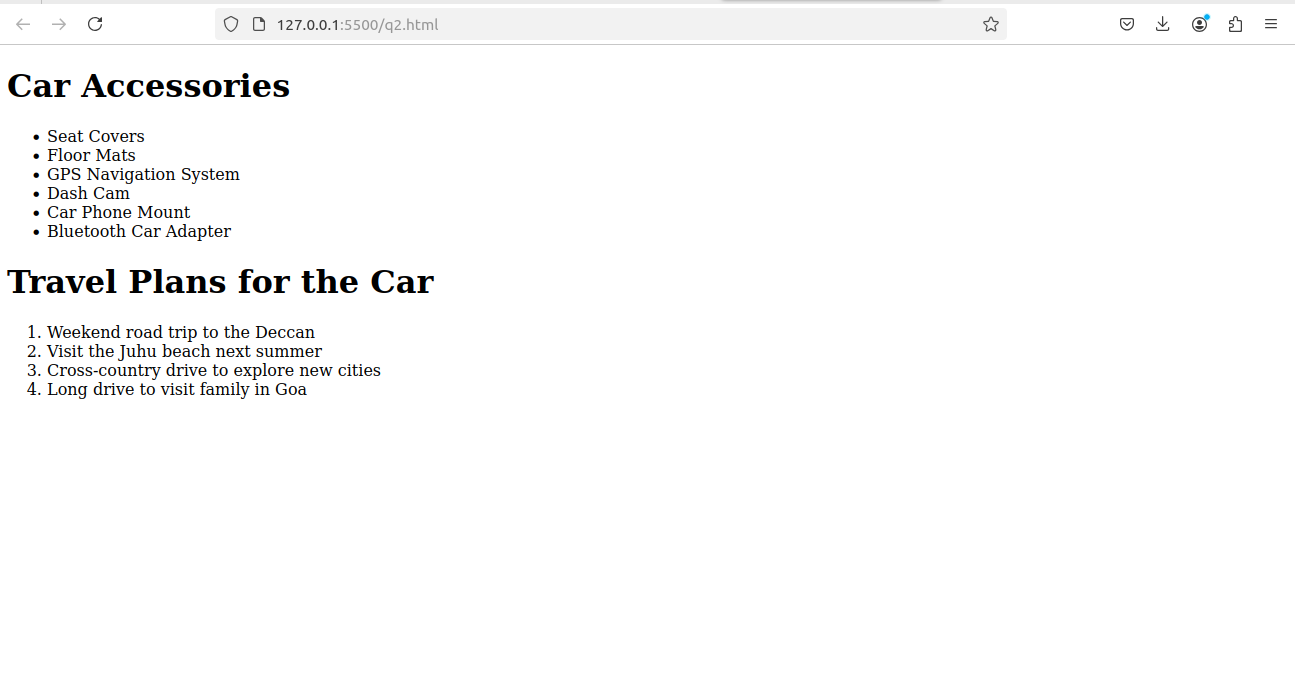 127.0.0.1:5500/q2.html
Car Accessories
• Seat Covers
• Floor Mats
• GPS Navigation System
• Dash Cam
• Car Phone Mount
• Bluetooth Car Adapter
Travel Plans for the Car
1. Weekend road trip to the Deccan
2. Visit the Juhu beach next summer
3. Cross-country drive to explore new cities
4. Long drive to visit family in Goa